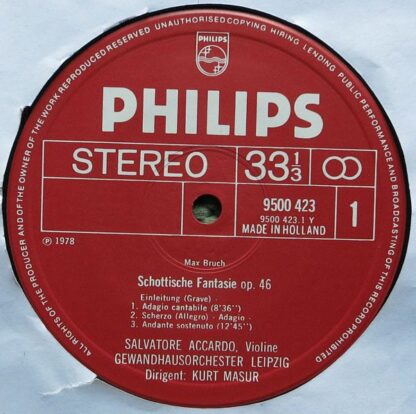 ALL RIGHTS OF THE PRODUCER AND OF THE OWNER OF THE WORK REPRODUCED RESERVED UNAUTHORISED COPYING HIRING LENDING PUBLIC PERFORMANCE AND BROADCASTING OF THIS RECORD PROHIBITED
PHILIPS
PHILIPS
STEREO 33 1/3
9500 423
9500 423.1 Y
MADE IN HOLLAND
1
Ⓟ 1978
Max Bruch
Schottische Fantasie op. 46
Einleitung (Grave) -
1. Adagio cantabile (8'36")
2. Scherzo (Allegro) - Adagio -
3. Andante sostenuto (12'45")
SALVATORE ACCARDO, Violine
GEWANDHAUSORCHESTER LEIPZIG
Dirigent: KURT MASUR